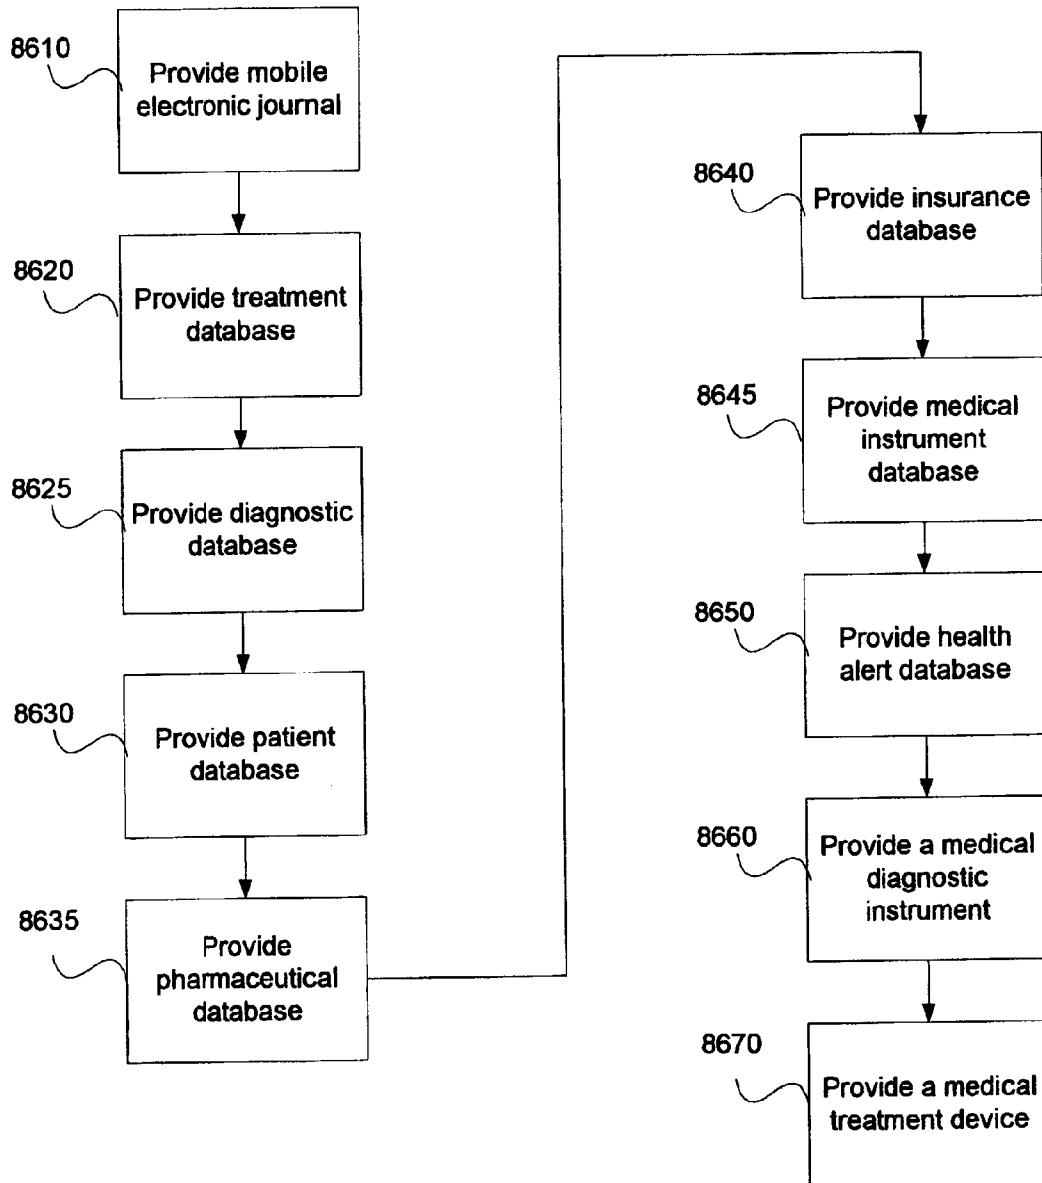 8610
Provide mobile
electronic journal
8620
Provide treatment
database
8625
Provide diagnostic
database
8630
Provide patient
database
8635
Provide
pharmaceutical
database
8640
Provide insurance
database
8645
Provide medical
instrument
database
8650
Provide health
alert database
8660
Provide a medical
diagnostic
instrument
8670
Provide a medical
treatment device